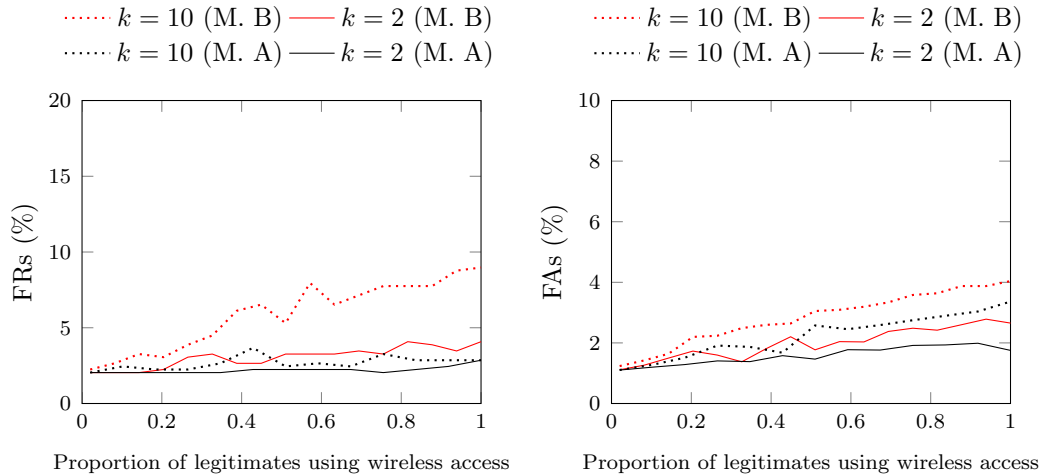 k = 10 (M. B) k = 2 (M. B)
k = 10 (M. A) k = 2 (M. A)
20
15
10
5
0
0 0.2 0.4 0.6 0.8 1
FRs (%)
Proportion of legitimates using wireless access
k = 10 (M. B) k = 2 (M. B)
k = 10 (M. A) k = 2 (M. A)
10
8
6
4
2
0
0 0.2 0.4 0.6 0.8 1
FAs (%)
Proportion of legitimates using wireless access